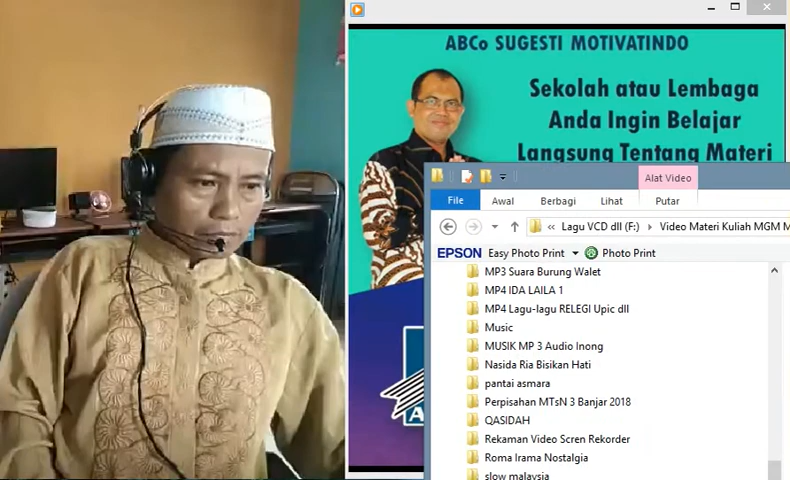 ABCo SUGESTI MOTIVATINDO
Sekolah atau Lembaga
Anda Ingin Belajar
Langsung Tentang Materi
Alat Video
File Awal Berbagi Lihat Putar
« Lagu VCD dll (F:) ▸ Video Materi Kuliah MGM M
EPSON Easy Photo Print Photo Print
MP3 Suara Burung Walet
MP4 IDA LAILA 1
MP4 Lagu-lagu RELEGI Upic dll
Music
MUSIK MP 3 Audio Inong
Nasida Ria Bisikan Hati
pantai asmara
Perpisahan MTsN 3 Banjar 2018
QASIDAH
Rekaman Video Scren Rekorder
Roma Irama Nostalgia
slow malaysia